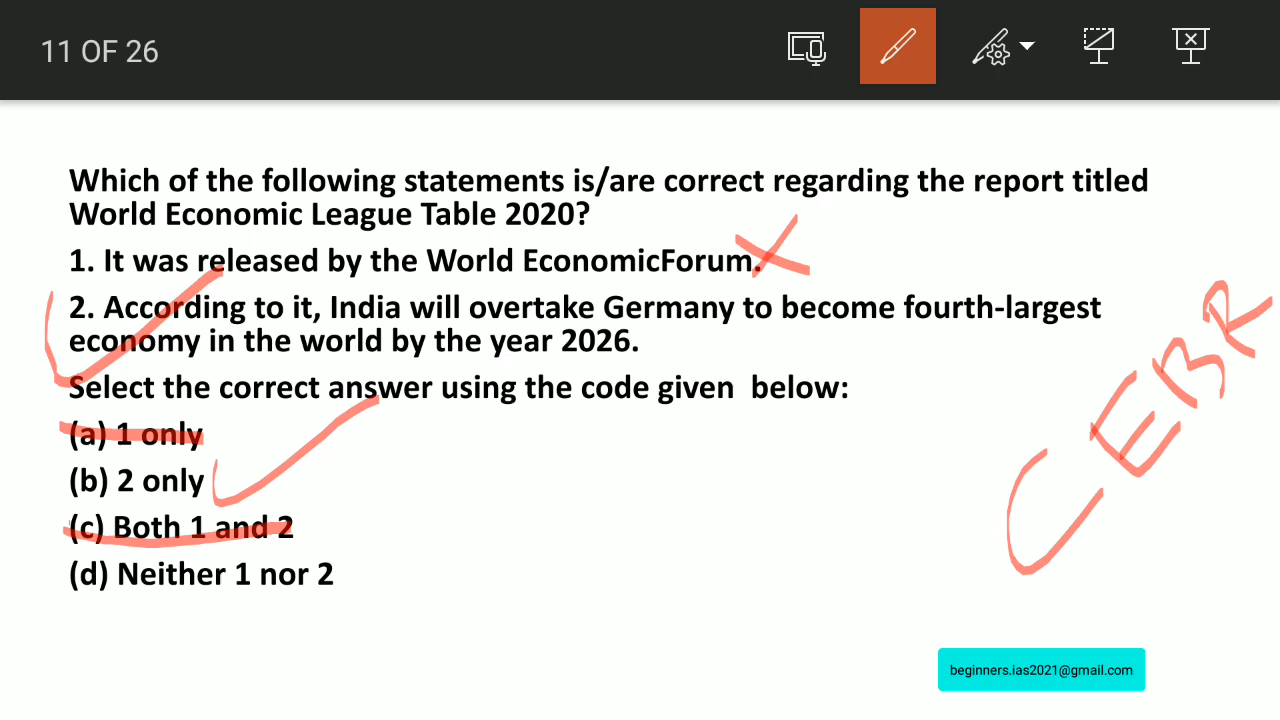 11 OF 26
Which of the following statements is/are correct regarding the report titled
World Economic League Table 2020?
1. It was released by the World EconomicForum.
2. According to it, India will overtake Germany to become fourth-largest
economy in the world by the year 2026.
Select the correct answer using the code given below:
(a) 1 only
(b) 2 only
(c) Both 1 and 2
(d) Neither 1 nor 2
CEBR
beginners.ias2021@gmail.com